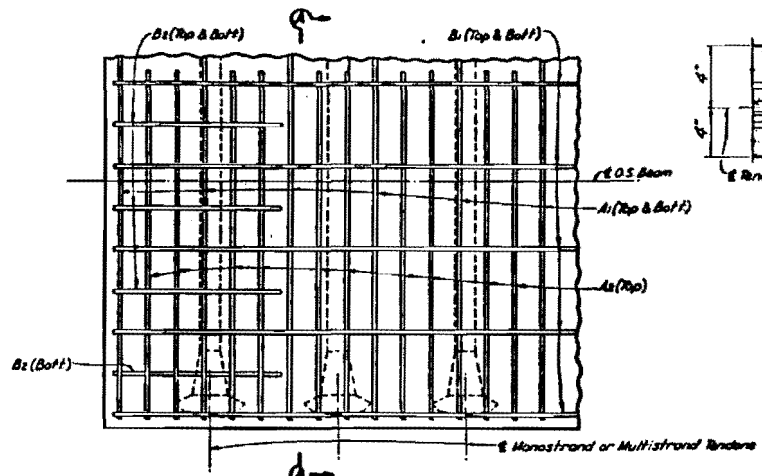 A
B2 (Top & Bott)
B1 (Top & Bott)
4"
4"
℄ O.S. Beam
℄ Tend
A1 (Top & Bott)
A2 (Top)
B2 (Bott)
℄ Monostrand or Multistrand Tendons